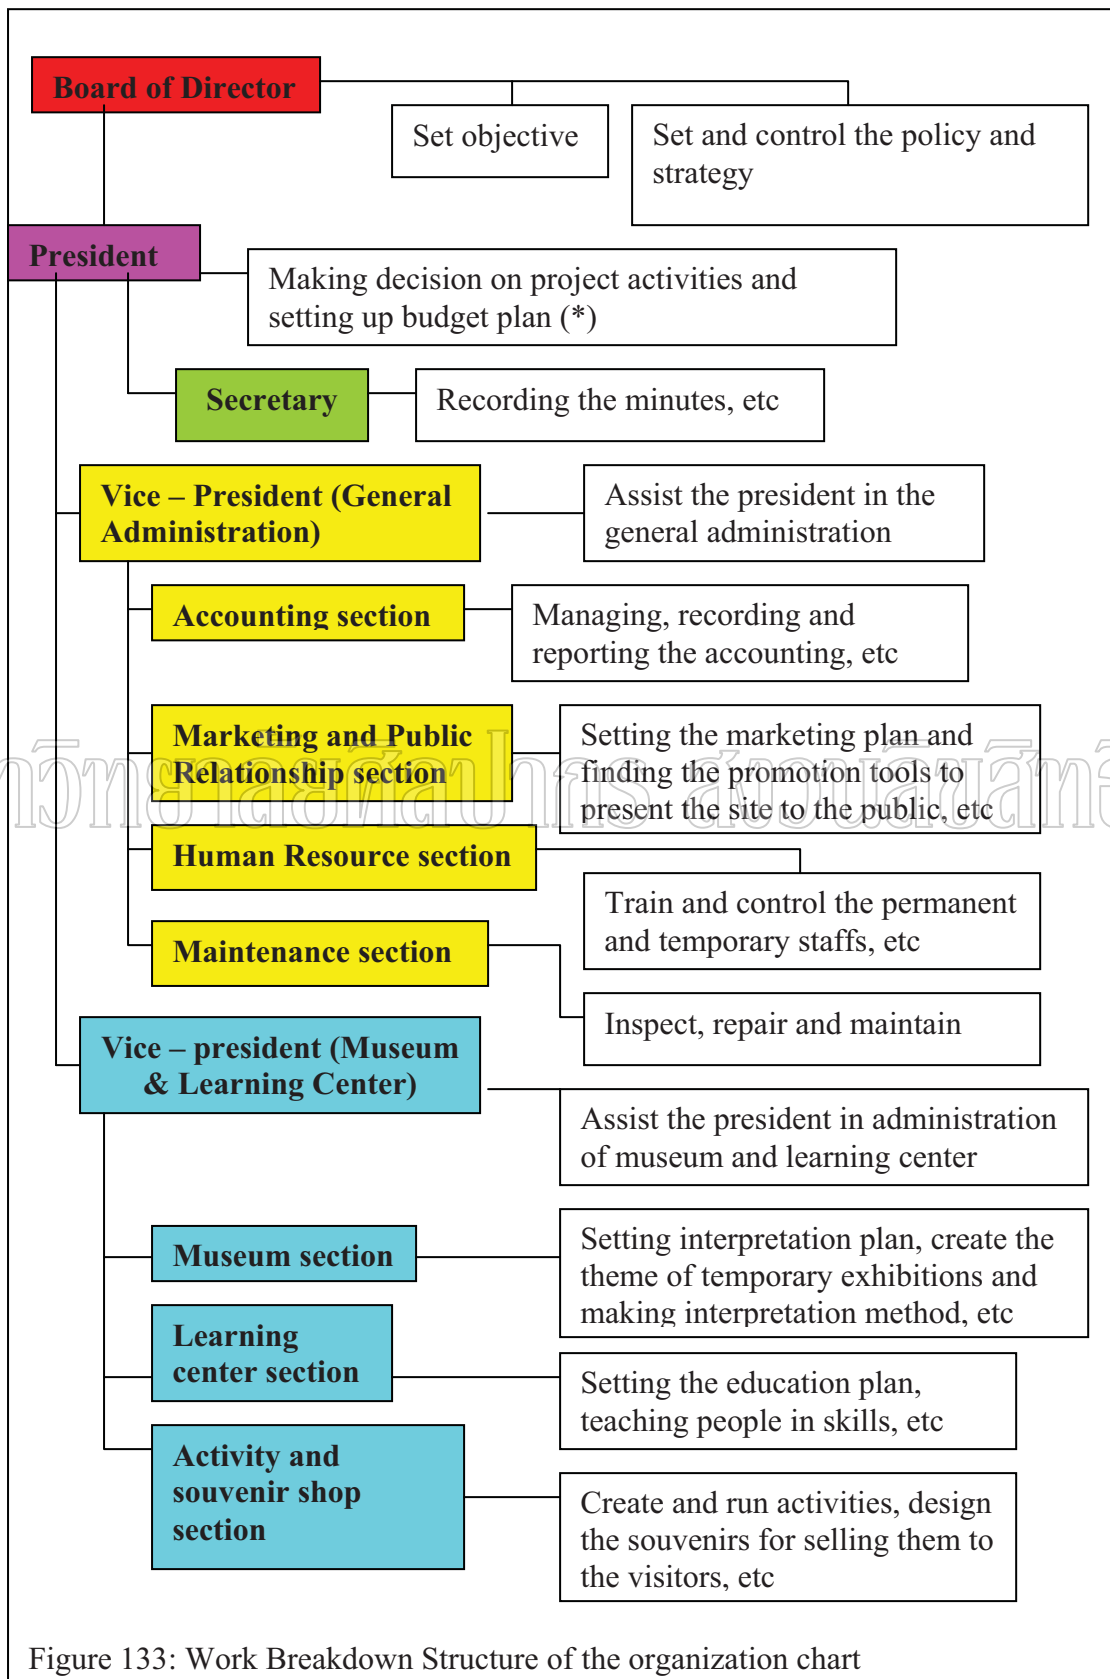 Board of Director
Set objective
Set and control the policy and
strategy
President
Making decision on project activities and
setting up budget plan (*)
Secretary
Recording the minutes, etc
Vice – President (General
Administration)
Assist the president in the
general administration
Accounting section
Managing, recording and
reporting the accounting, etc
Marketing and Public
Relationship section
Setting the marketing plan and
finding the promotion tools to
present the site to the public, etc
Human Resource section
Train and control the permanent
and temporary staffs, etc
Maintenance section
Inspect, repair and maintain
Vice – president (Museum
& Learning Center)
Assist the president in administration
of museum and learning center
Museum section
Setting interpretation plan, create the
theme of temporary exhibitions and
making interpretation method, etc
Learning
center section
Setting the education plan,
teaching people in skills, etc
Activity and
souvenir shop
section
Create and run activities, design
the souvenirs for selling them to
the visitors, etc
Figure 133: Work Breakdown Structure of the organization chart